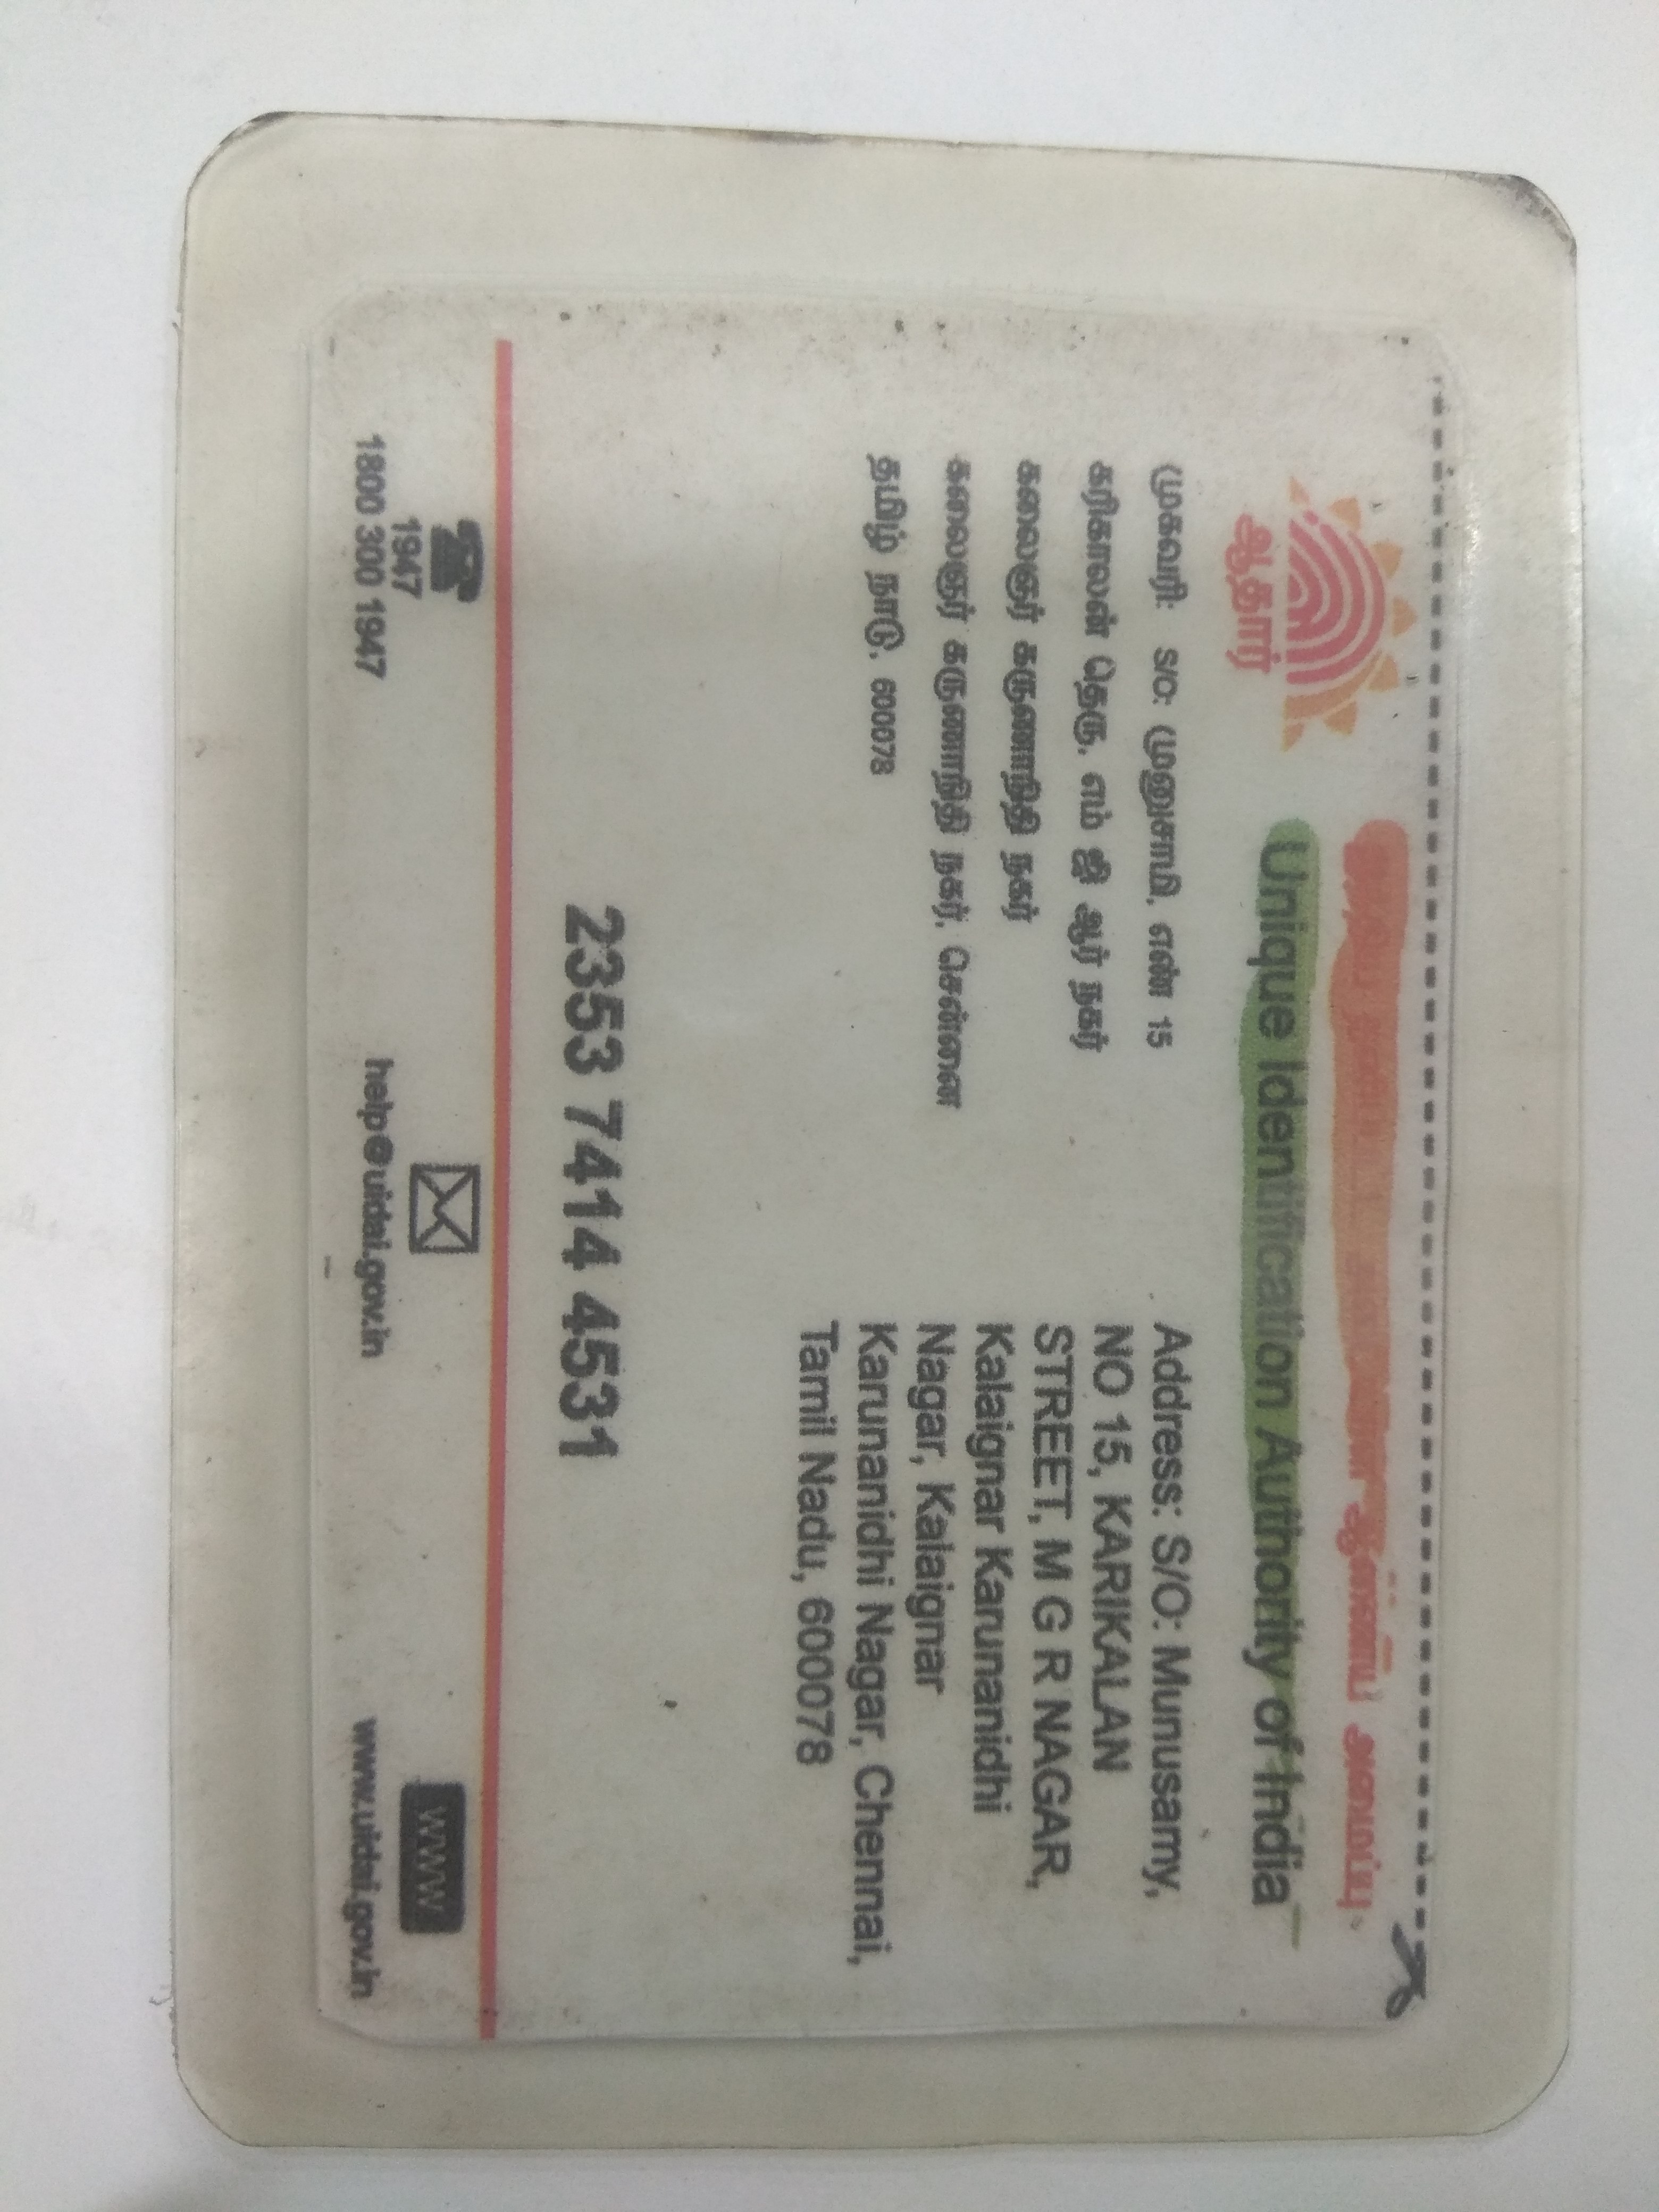 ஆதார்
Unique Identification Authority of India
முகவரி: S/O: முனுசாமி, எண் 15
கரிகாலன் தெரு, எம் ஜி ஆர் நகர்
கலைஞர் கருணாநிதி நகர்
கலைஞர் கருணாநிதி நகர், சென்னை
தமிழ் நாடு, 600078
Address: S/O: Munusamy,
NO 15, KARIKALAN
STREET, M G R NAGAR,
Kalaignar Karunanidhi
Nagar, Kalaignar
Karunanidhi Nagar, Chennai,
Tamil Nadu, 600078
2353 7414 4531
1947
1800 300 1947
help@uidai.gov.in
WWW
www.uidai.gov.in